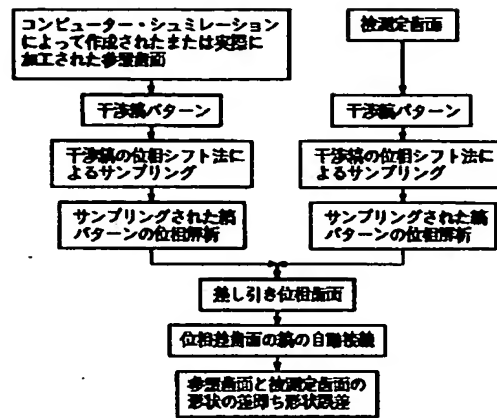 コンピューター・シュミレーション
によって作成されたまたは実際に
加工された参照歯面
干渉縞パターン
干渉縞の位相シフト法に
よるサンプリング
サンプリングされた縞
パターンの位相解析
被測定歯面
干渉縞パターン
干渉縞の位相シフト法に
よるサンプリング
サンプリングされた縞
パターンの位相解析
差し引き位相歯面
位相差歯面の縞の自動接続
参照歯面と被測定歯面の
形状の差即ち形状誤差